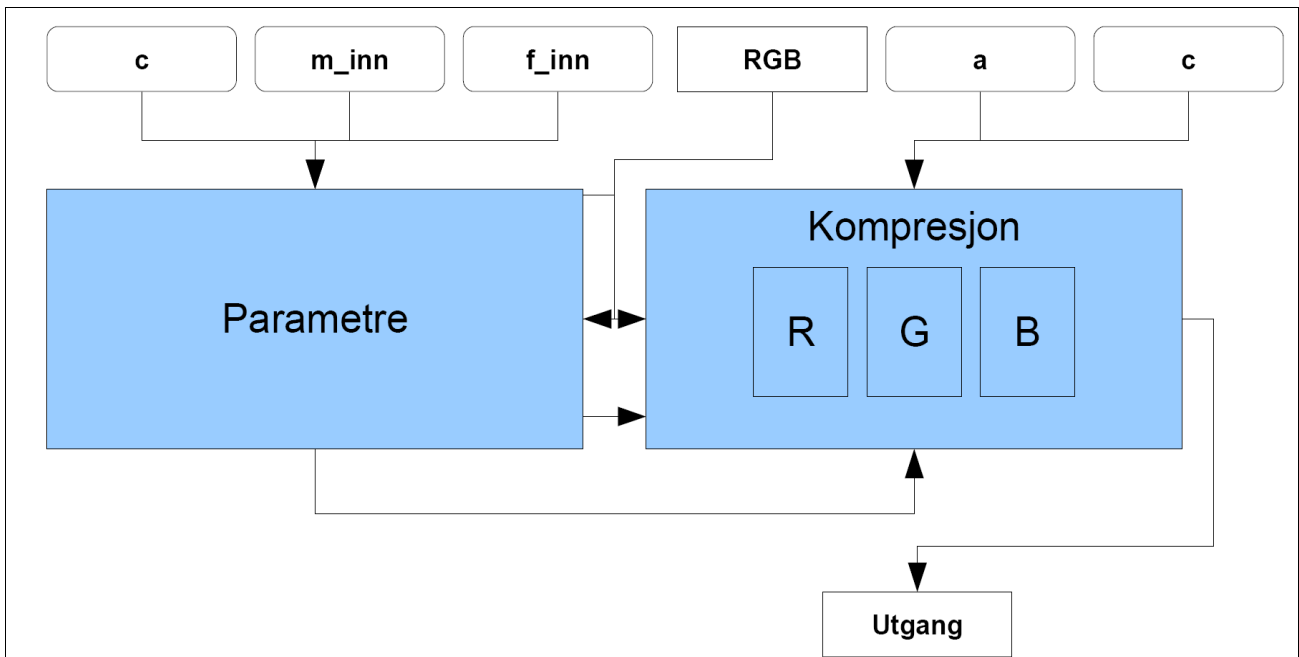 c
m_inn
f_inn
RGB
a
c
Parametre
Kompresjon
R
G
B
Utgang